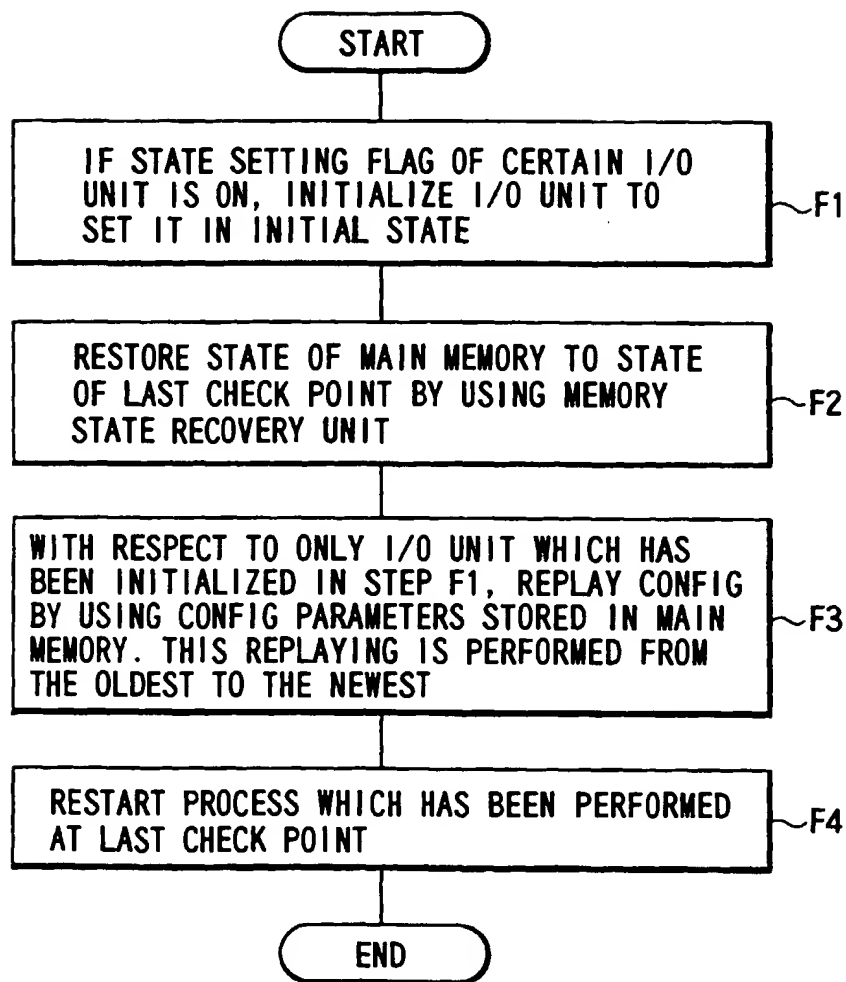 START
IF STATE SETTING FLAG OF CERTAIN I/O
UNIT IS ON, INITIALIZE I/O UNIT TO
SET IT IN INITIAL STATE
F1
RESTORE STATE OF MAIN MEMORY TO STATE
OF LAST CHECK POINT BY USING MEMORY
STATE RECOVERY UNIT
F2
WITH RESPECT TO ONLY I/O UNIT WHICH HAS
BEEN INITIALIZED IN STEP F1, REPLAY CONFIG
BY USING CONFIG PARAMETERS STORED IN MAIN
MEMORY. THIS REPLAYING IS PERFORMED FROM
THE OLDEST TO THE NEWEST
F3
RESTART PROCESS WHICH HAS BEEN PERFORMED
AT LAST CHECK POINT
F4
END